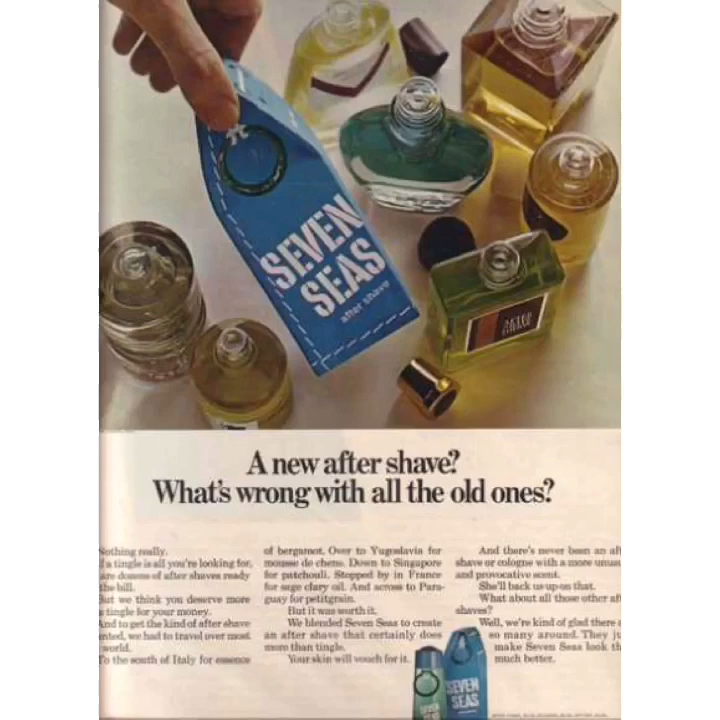 SEVEN
SEAS
after shave
AFTER
A new after shave?
What's wrong with all the old ones?
Nothing really.
if a tingle is all you're looking for,
are dozens of after shaves ready
the bill.
But we think you deserve more
a tingle for your money.
And to get the kind of after shave
wanted, we had to travel over most
world.
To the south of Italy for essence
of bergamot. Over to Yugoslavia for
mousse de chene. Down to Singapore
for patchouli. Stopped by in France
for sage clary oil. And across to Para-
guay for petitgrain.
But it was worth it.
We blended Seven Seas to create
an after shave that certainly does
more than tingle.
Your skin will vouch for it.
And there's never been an aft
shave or cologne with a more unusu
and provocative scent.
She'll back us up on that.
What about all those other aft
shaves?
Well, we're kind of glad there a
so many around. They ju
make Seven Seas look th
much better.
SEVEN
SEVEN
SEAS